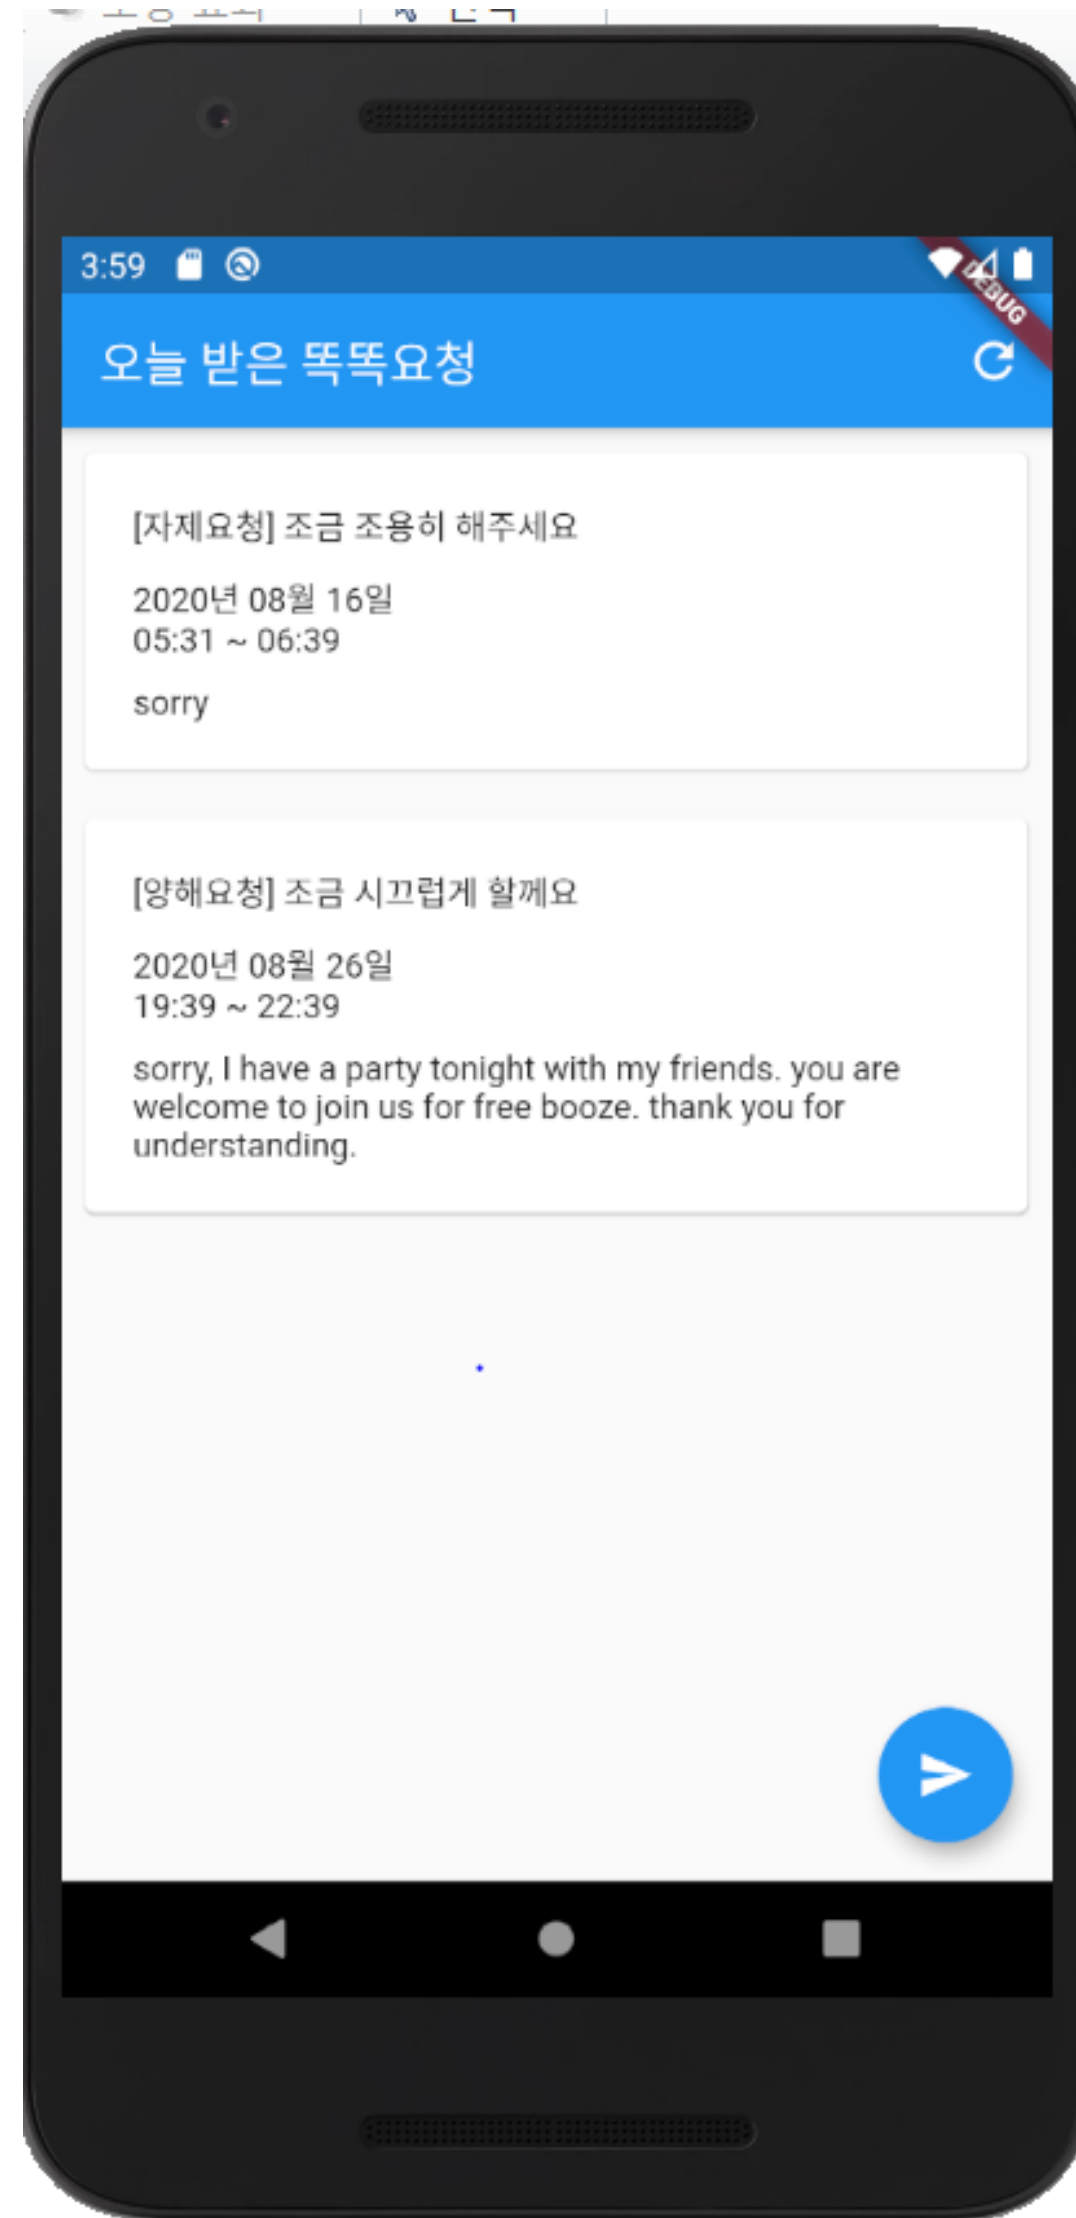 3:59
DEBUG
오늘 받은 똑똑요청
[자제요청] 조금 조용히 해주세요
2020년 08월 16일
05:31 ~ 06:39
sorry
[양해요청] 조금 시끄럽게 할께요
2020년 08월 26일
19:39 ~ 22:39
sorry, I have a party tonight with my friends. you are
welcome to join us for free booze. thank you for
understanding.